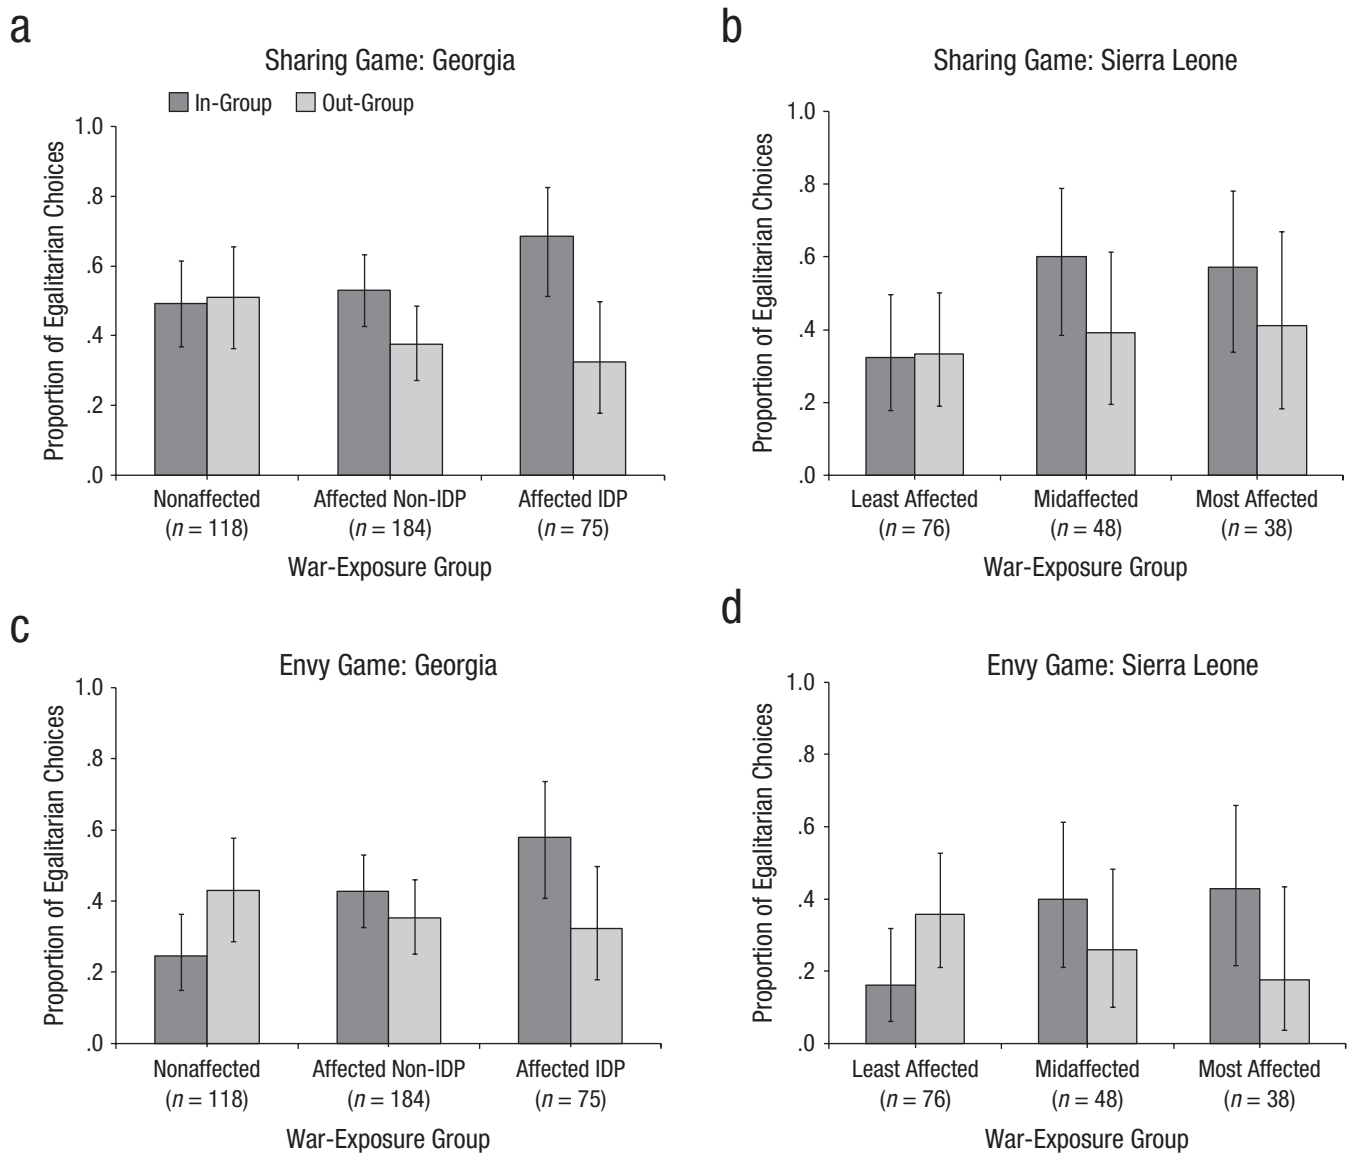 a
Sharing Game: Georgia
In-Group Out-Group
Proportion of Egalitarian Choices
1.0
.8
.6
.4
.2
.0
Nonaffected Affected Non-IDP Affected IDP
(n = 118) (n = 184) (n = 75)
War-Exposure Group
b
Sharing Game: Sierra Leone
Proportion of Egalitarian Choices
1.0
.8
.6
.4
.2
.0
Least Affected Midaffected Most Affected
(n = 76) (n = 48) (n = 38)
War-Exposure Group
c
Envy Game: Georgia
Proportion of Egalitarian Choices
1.0
.8
.6
.4
.2
.0
Nonaffected Affected Non-IDP Affected IDP
(n = 118) (n = 184) (n = 75)
War-Exposure Group
d
Envy Game: Sierra Leone
Proportion of Egalitarian Choices
1.0
.8
.6
.4
.2
.0
Least Affected Midaffected Most Affected
(n = 76) (n = 48) (n = 38)
War-Exposure Group